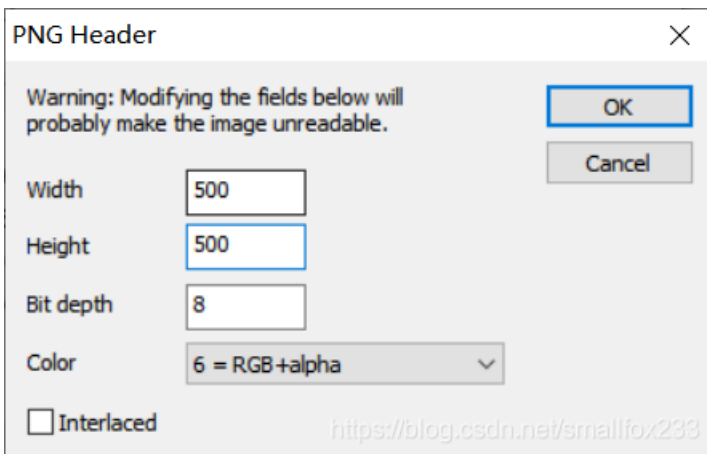 PNG Header
Warning: Modifying the fields below will
probably make the image unreadable.
OK
Cancel
Width
500
Height
500
Bit depth
8
Color
6 = RGB+alpha
Interlaced
https://blog.csdn.net/smallfox233